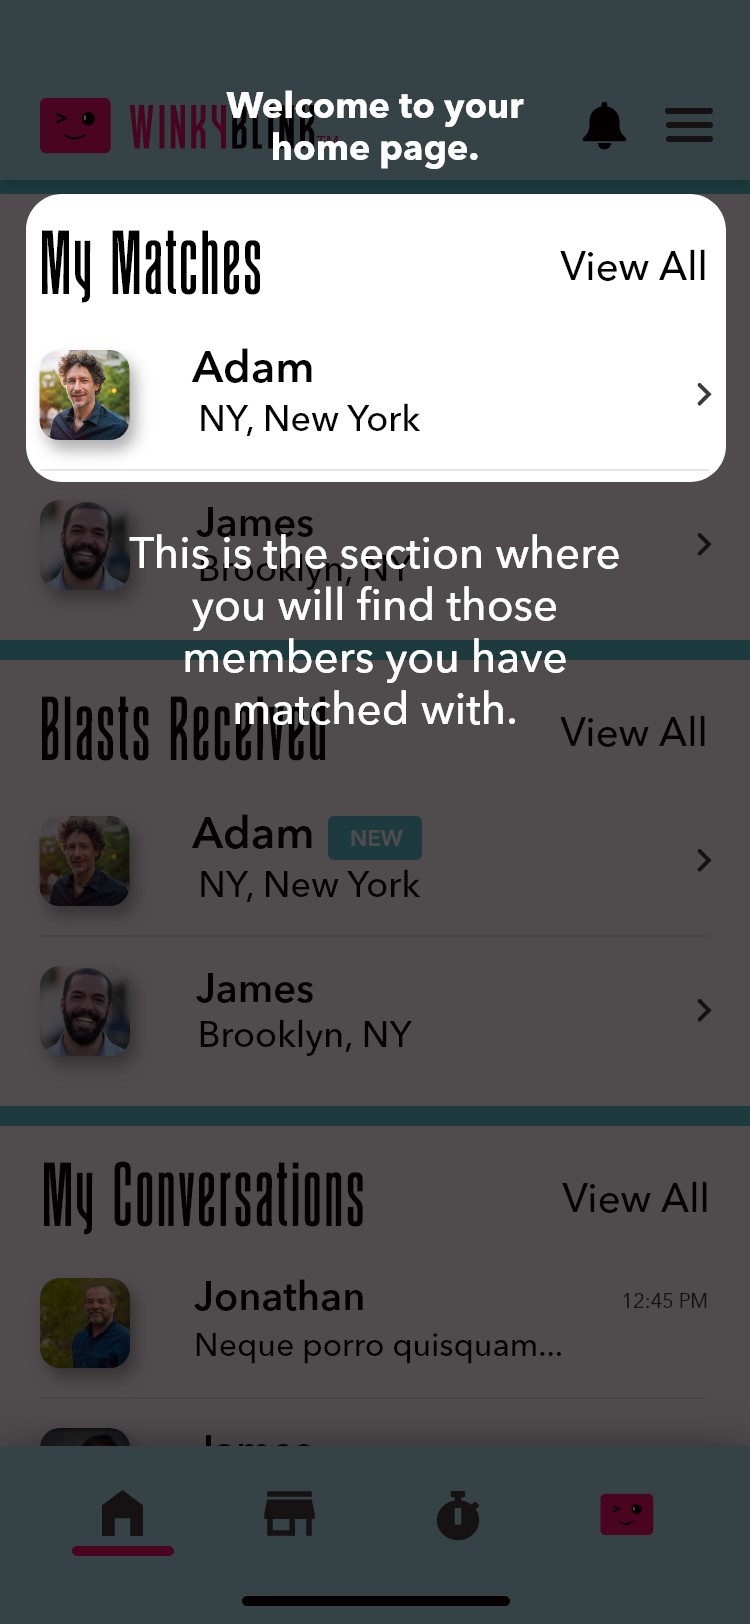 Welcome to your
home page.
WINKYBLINK™
My Matches
View All
Adam
NY, New York
James
Brooklyn, NY
This is the section where
you will find those
members you have
matched with.
Blasts Received
View All
Adam NEW
NY, New York
James
Brooklyn, NY
My Conversations
View All
Jonathan
12:45 PM
Neque porro quisquam...
James